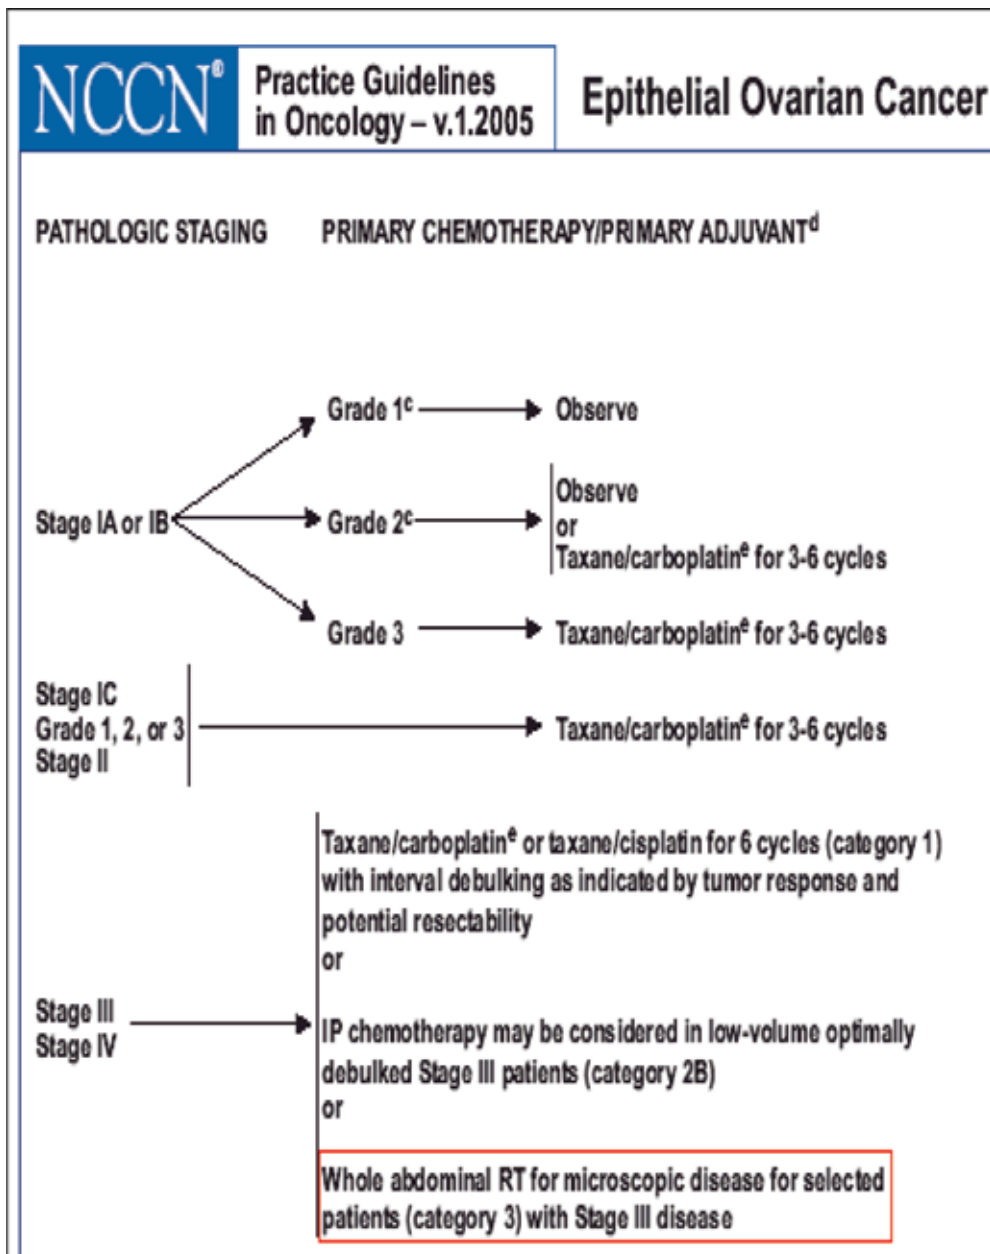 NCCN®
Practice Guidelines
in Oncology – v.1.2005
Epithelial Ovarian Cancer
PATHOLOGIC STAGING
PRIMARY CHEMOTHERAPY/PRIMARY ADJUVANTᵈ
Stage IA or IB
Grade 1ᶜ
Observe
Grade 2ᶜ
Observe
or
Taxane/carboplatinᵉ for 3-6 cycles
Grade 3
Taxane/carboplatinᵉ for 3-6 cycles
Stage IC
Grade 1, 2, or 3
Stage II
Taxane/carboplatinᵉ for 3-6 cycles
Stage III
Stage IV
Taxane/carboplatinᵉ or taxane/cisplatin for 6 cycles (category 1)
with interval debulking as indicated by tumor response and
potential resectability
or
IP chemotherapy may be considered in low-volume optimally
debulked Stage III patients (category 2B)
or
Whole abdominal RT for microscopic disease for selected
patients (category 3) with Stage III disease